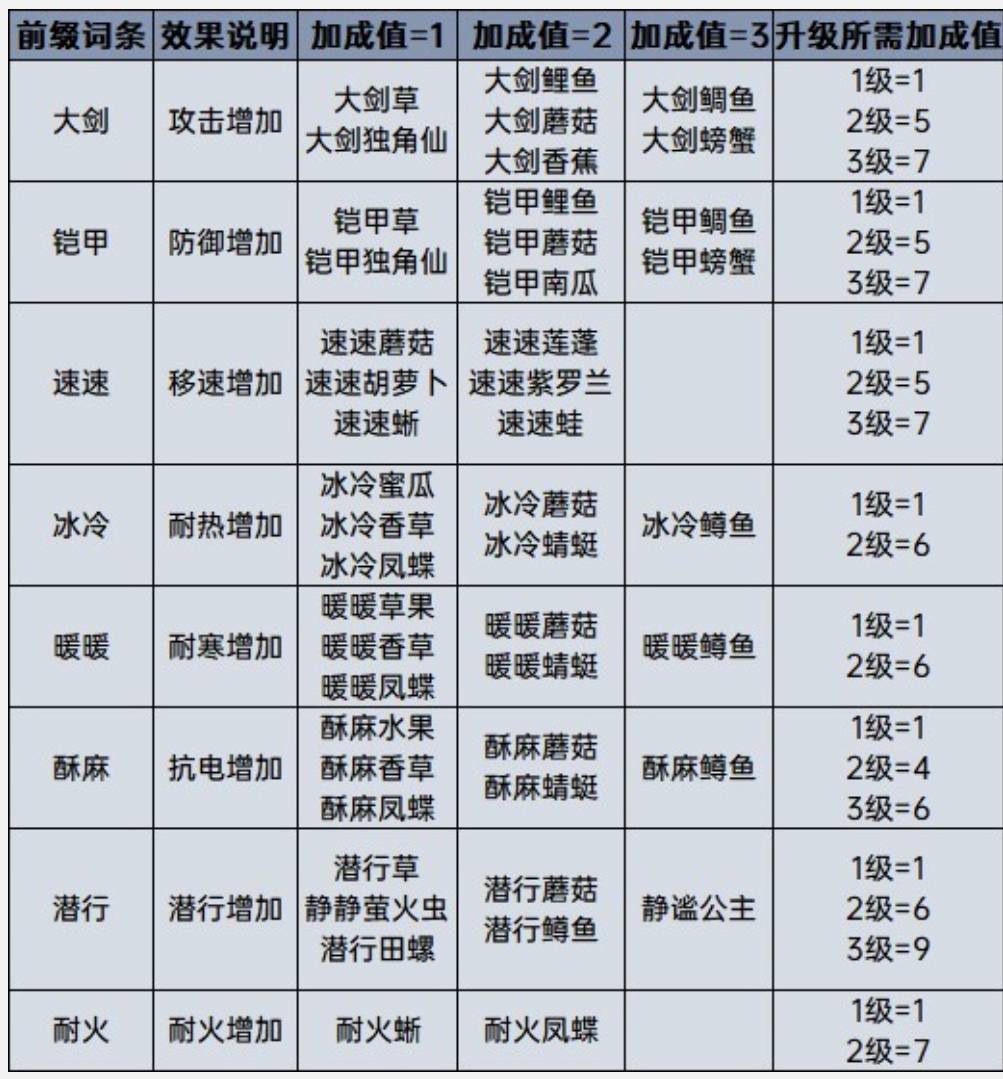 前缀词条 效果说明 加成值=1 加成值=2 加成值=3 升级所需加成值
大剑 攻击增加 大剑草 大剑独角仙 大剑鲤鱼 大剑蘑菇 大剑香蕉 大剑鲷鱼 大剑螃蟹 1级=1 2级=5 3级=7
铠甲 防御增加 铠甲草 铠甲独角仙 铠甲鲤鱼 铠甲蘑菇 铠甲南瓜 铠甲鲷鱼 铠甲螃蟹 1级=1 2级=5 3级=7
速速 移速增加 速速蘑菇 速速胡萝卜 速速蜥 速速莲蓬 速速紫罗兰 速速蛙 1级=1 2级=5 3级=7
冰冷 耐热增加 冰冷蜜瓜 冰冷香草 冰冷凤蝶 冰冷蘑菇 冰冷蜻蜓 冰冷鳟鱼 1级=1 2级=6
暖暖 耐寒增加 暖暖草果 暖暖香草 暖暖凤蝶 暖暖蘑菇 暖暖蜻蜓 暖暖鳟鱼 1级=1 2级=6
酥麻 抗电增加 酥麻水果 酥麻香草 酥麻凤蝶 酥麻蘑菇 酥麻蜻蜓 酥麻鳟鱼 1级=1 2级=4 3级=6
潜行 潜行增加 潜行草 静静萤火虫 潜行田螺 潜行蘑菇 潜行鳟鱼 静谧公主 1级=1 2级=6 3级=9
耐火 耐火增加 耐火蜥 耐火凤蝶 1级=1 2级=7